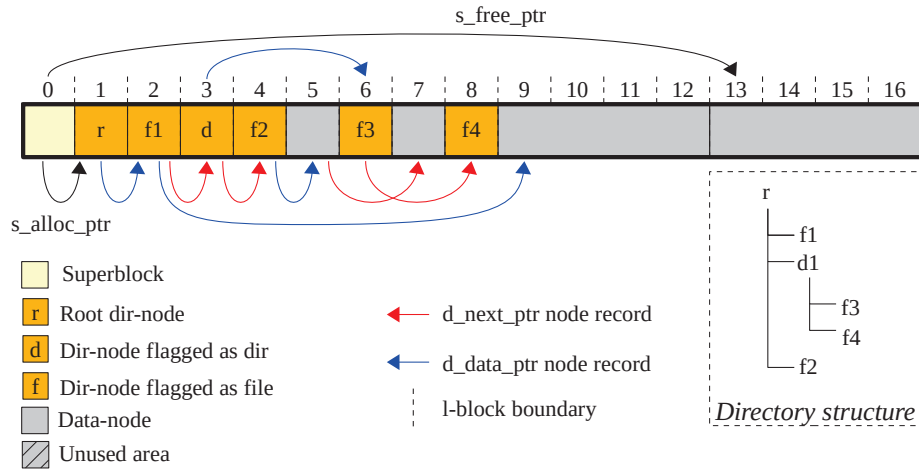 s_free_ptr
0 1 2 3 4 5 6 7 8 9 10 11 12 13 14 15 16
r f1 d f2 f3 f4
s_alloc_ptr
Superblock
r Root dir-node
d Dir-node flagged as dir
f Dir-node flagged as file
Data-node
Unused area
d_next_ptr node record
d_data_ptr node record
l-block boundary
r
f1
d1
f3
f4
f2
Directory structure